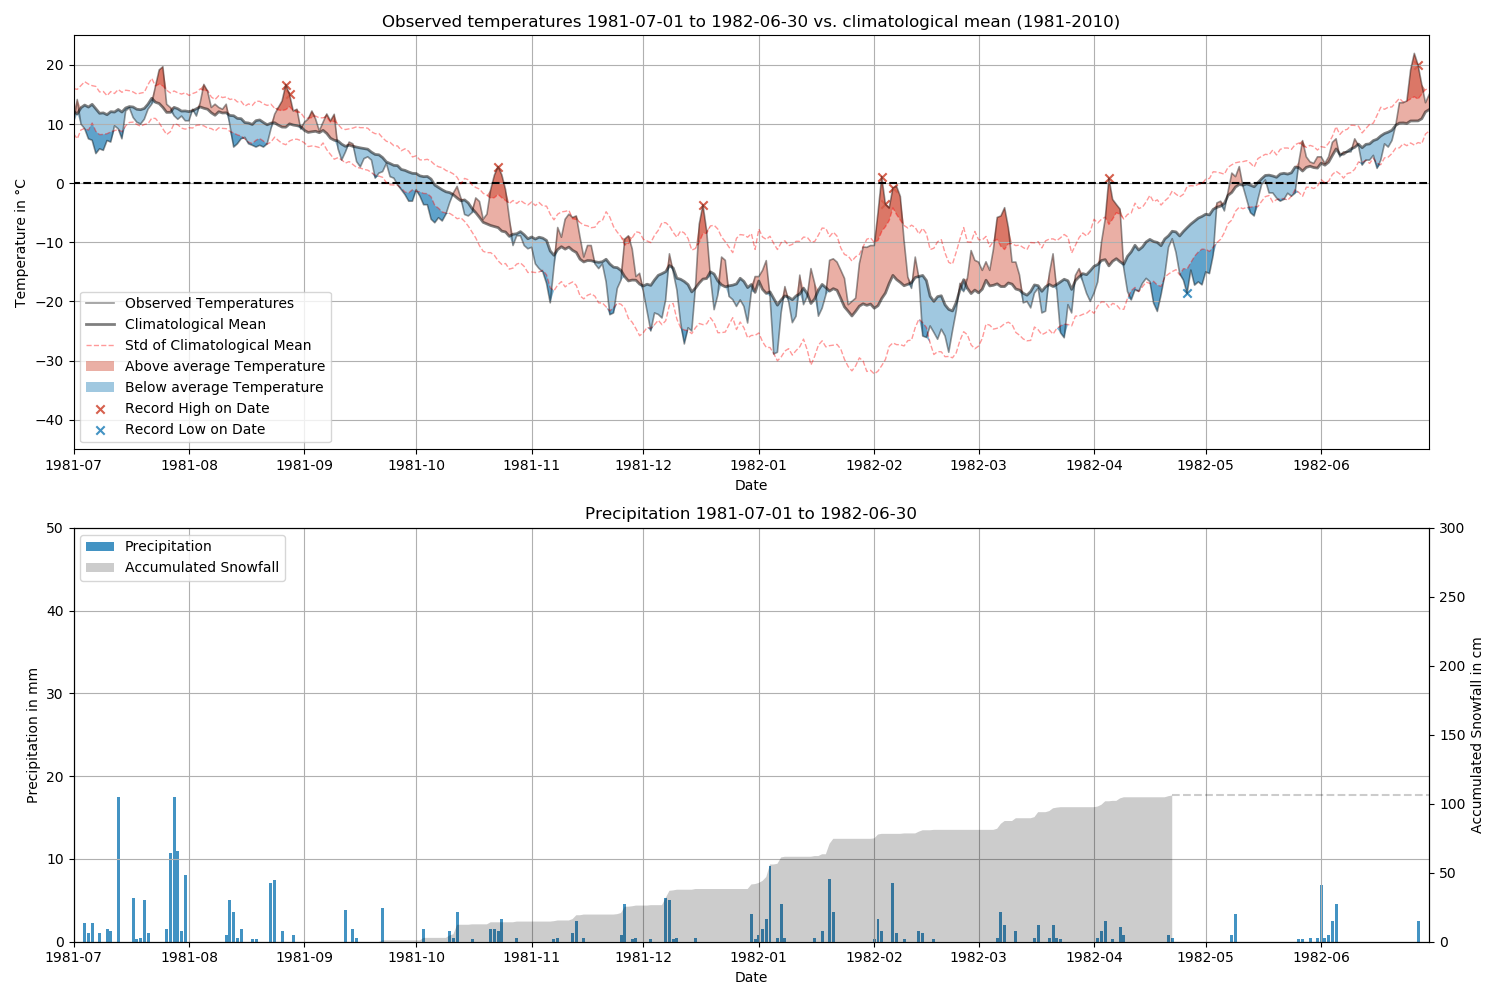 Observed temperatures 1981-07-01 to 1982-06-30 vs. climatological mean (1981-2010)
Temperature in °C
20
10
0
−10
−20
−30
−40
Observed Temperatures
Climatological Mean
Std of Climatological Mean
Above average Temperature
Below average Temperature
Record High on Date
Record Low on Date
1981-07 1981-08 1981-09 1981-10 1981-11 1981-12 1982-01 1982-02 1982-03 1982-04 1982-05 1982-06
Date
Precipitation 1981-07-01 to 1982-06-30
Precipitation in mm
50
40
30
20
10
0
Precipitation
Accumulated Snowfall
300
250
200
150
100
50
0
Accumulated Snowfall in cm
1981-07 1981-08 1981-09 1981-10 1981-11 1981-12 1982-01 1982-02 1982-03 1982-04 1982-05 1982-06
Date